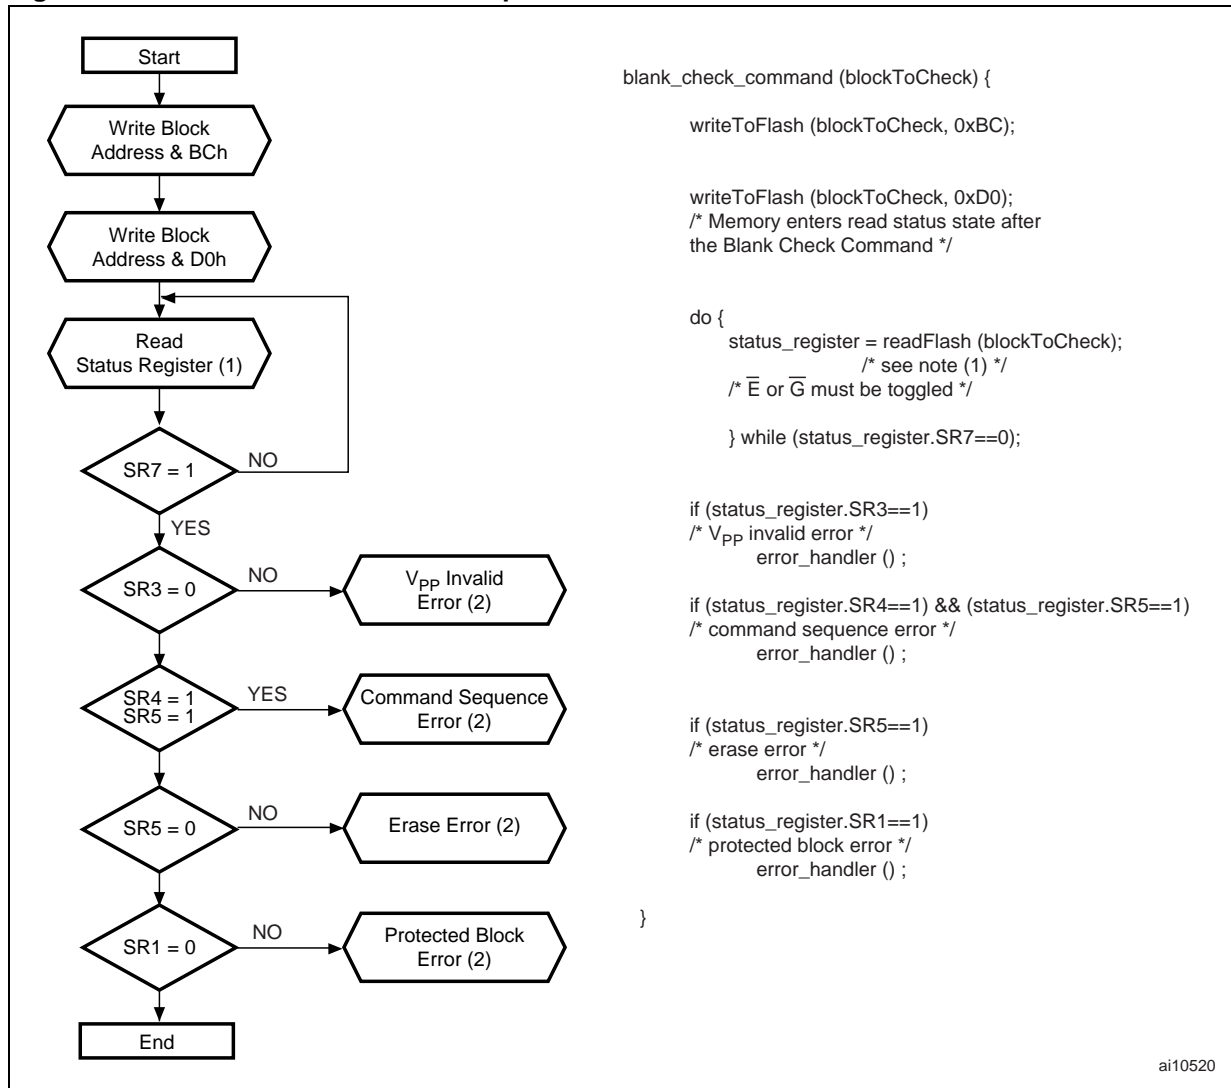 Start
Write Block
Address & BCh
Write Block
Address & D0h
Read
Status Register (1)
SR7 = 1
NO
YES
SR3 = 0
NO
VPP Invalid
Error (2)
SR4 = 1
SR5 = 1
YES
Command Sequence
Error (2)
SR5 = 0
NO
Erase Error (2)
SR1 = 0
NO
Protected Block
Error (2)
End
blank_check_command (blockToCheck) {
writeToFlash (blockToCheck, 0xBC);
writeToFlash (blockToCheck, 0xD0);
/* Memory enters read status state after
the Blank Check Command */
do {
status_register = readFlash (blockToCheck);
/* see note (1) */
/* E̅ or G̅ must be toggled */
} while (status_register.SR7==0);
if (status_register.SR3==1)
/* VPP invalid error */
error_handler () ;
if (status_register.SR4==1) && (status_register.SR5==1)
/* command sequence error */
error_handler () ;
if (status_register.SR5==1)
/* erase error */
error_handler () ;
if (status_register.SR1==1)
/* protected block error */
error_handler () ;
}
ai10520